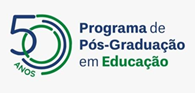 50
ANOS
Programa de
Pós-Graduação
em Educação